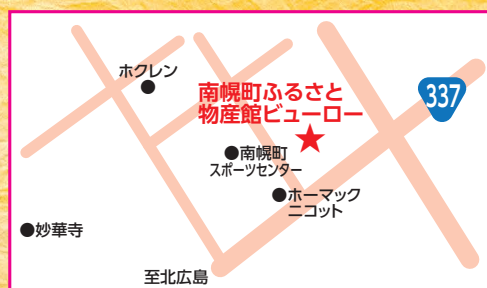 ホクレン
南幌町ふるさと
物産館ビューロー
337
●南幌町
スポーツセンター
●ホーマック
ニコット
●妙華寺
至北広島